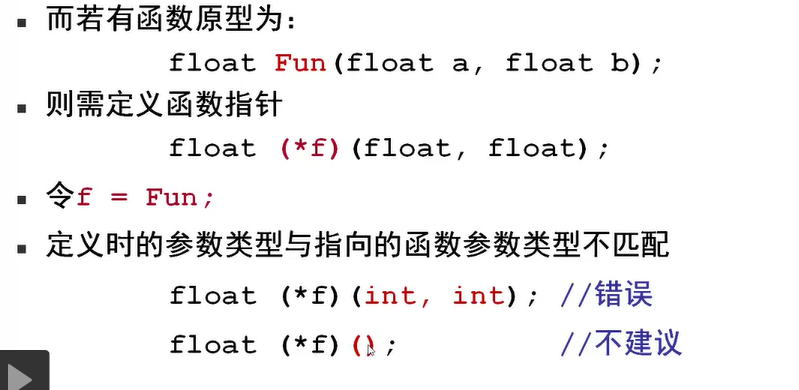 而若有函数原型为：
float Fun(float a, float b);
则需定义函数指针
float (*f)(float, float);
令f = Fun;
定义时的参数类型与指向的函数参数类型不匹配
float (*f)(int, int); //错误
float (*f)(); //不建议